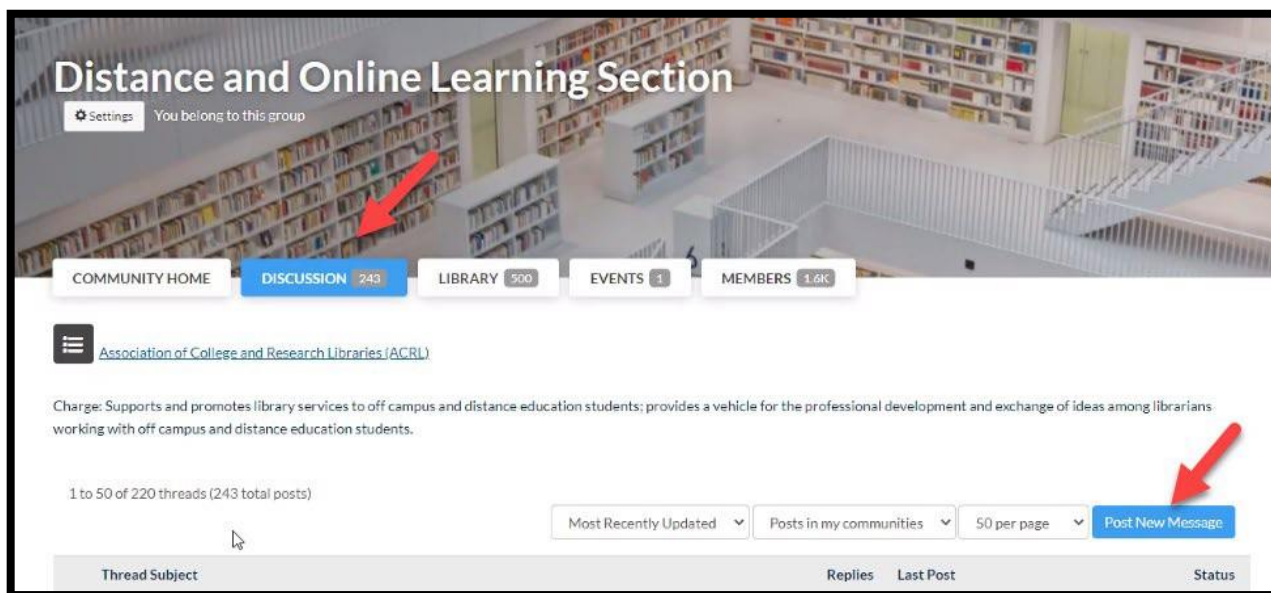 Distance and Online Learning Section
Settings You belong to this group
COMMUNITY HOME DISCUSSION 243 LIBRARY 500 EVENTS 1 MEMBERS 1.6K
Association of College and Research Libraries (ACRL)
Charge: Supports and promotes library services to off campus and distance education students; provides a vehicle for the professional development and exchange of ideas among librarians
working with off campus and distance education students.
1 to 50 of 220 threads (243 total posts)
Most Recently Updated Posts in my communities 50 per page Post New Message
Thread Subject Replies Last Post Status